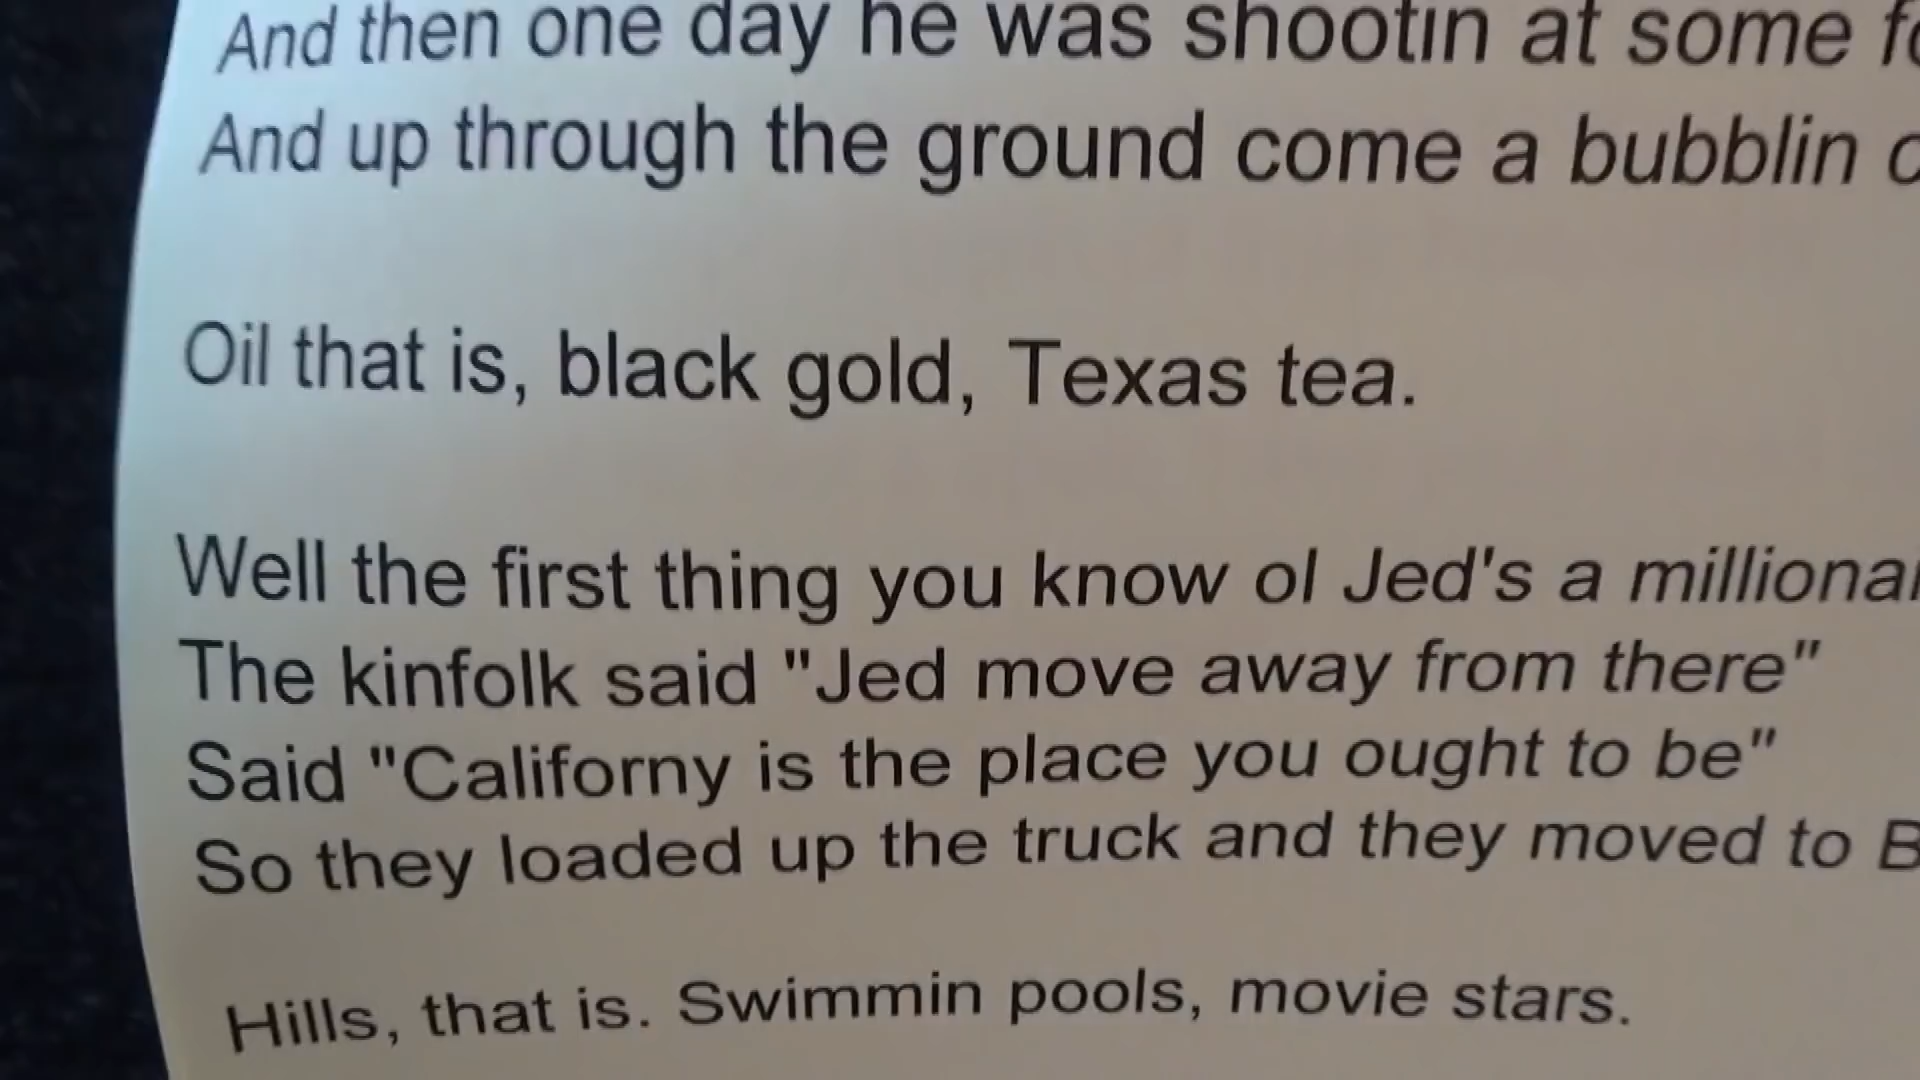 And then one day he was shootin at some
And up through the ground come a bubblin
Oil that is, black gold, Texas tea.
Well the first thing you know ol Jed's a
The kinfolk said "Jed move away from there"
Said "Californy is the place you ought to be"
So they loaded up the truck and they moved to
Hills, that is. Swimmin pools, movie stars.